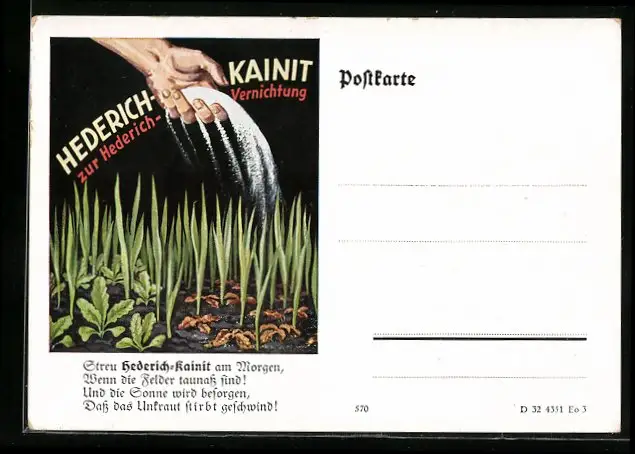 HEDERICH-KAINIT
zur Hederich-Vernichtung
Streu Hederich-Kainit am Morgen,
Wenn die Felder taunaß sind!
Und die Sonne wird besorgen,
Daß das Unkraut stirbt geschwind!
Postkarte
570
D 32 4351 Eo 3